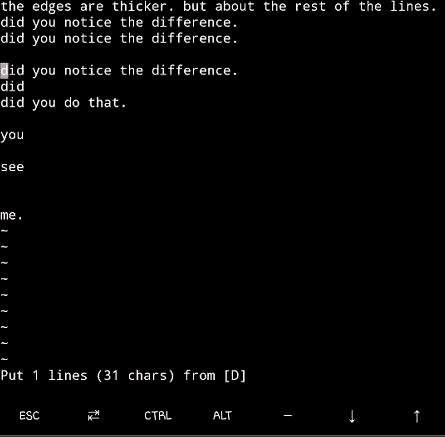 the edges are thicker. but about the rest of the lines.
did you notice the difference.
did you notice the difference.
did you notice the difference.
did
did you do that.
you
see
me.
~
~
~
~
~
~
~
~
~
Put 1 lines (31 chars) from [D]
ESC ⇄ CTRL ALT – ↓ ↑